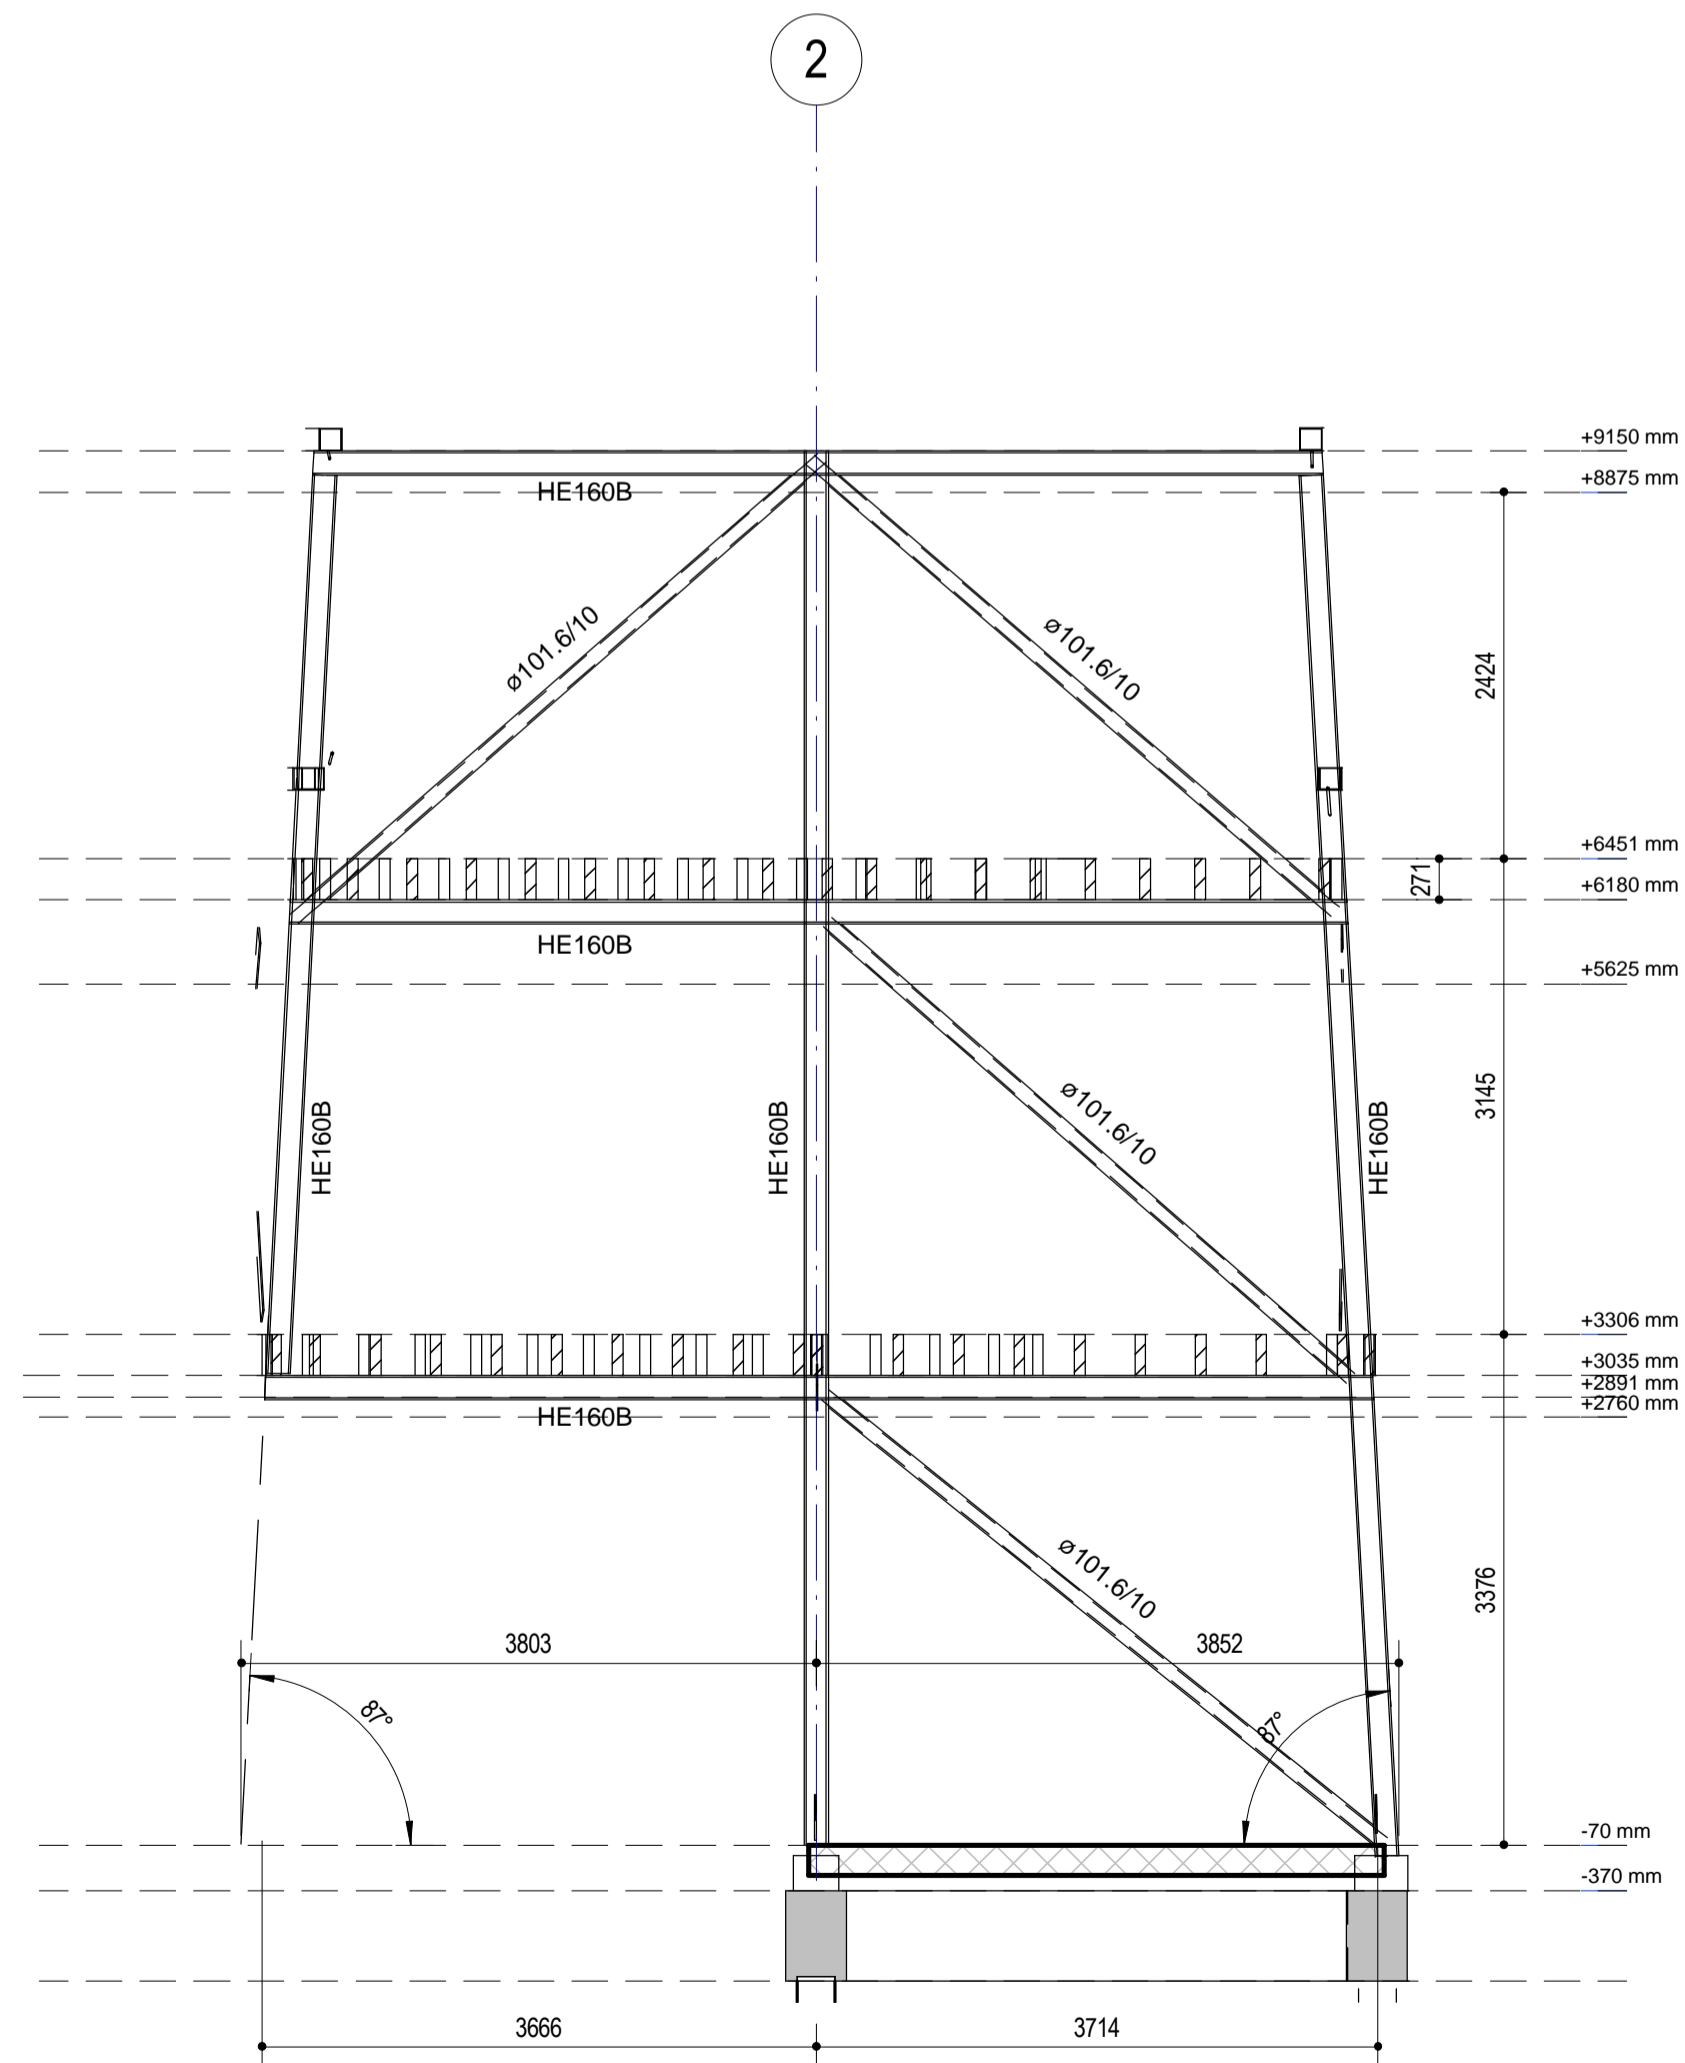 2
+9150 mm
+8875 mm
HE160B
ø101.6/10
ø101.6/10
2424
+6451 mm
271
+6180 mm
HE160B
+5625 mm
ø101.6/10
3145
HE160B
HE160B
HE160B
+3306 mm
+3035 mm
+2891 mm
+2760 mm
HE160B
ø101.6/10
3376
3803
3852
87°
87°
-70 mm
-370 mm
3666
3714